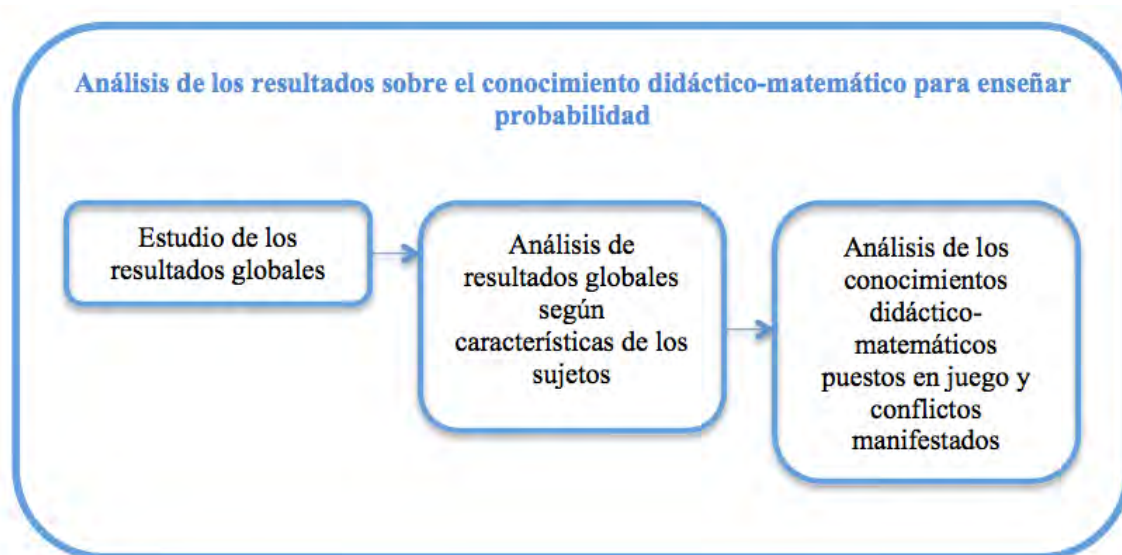 Análisis de los resultados sobre el conocimiento didáctico-matemático para enseñar
probabilidad
Estudio de los
resultados globales
Análisis de
resultados globales
según
características de los
sujetos
Análisis de los
conocimientos
didáctico-
matemáticos
puestos en juego y
conflictos
manifestados